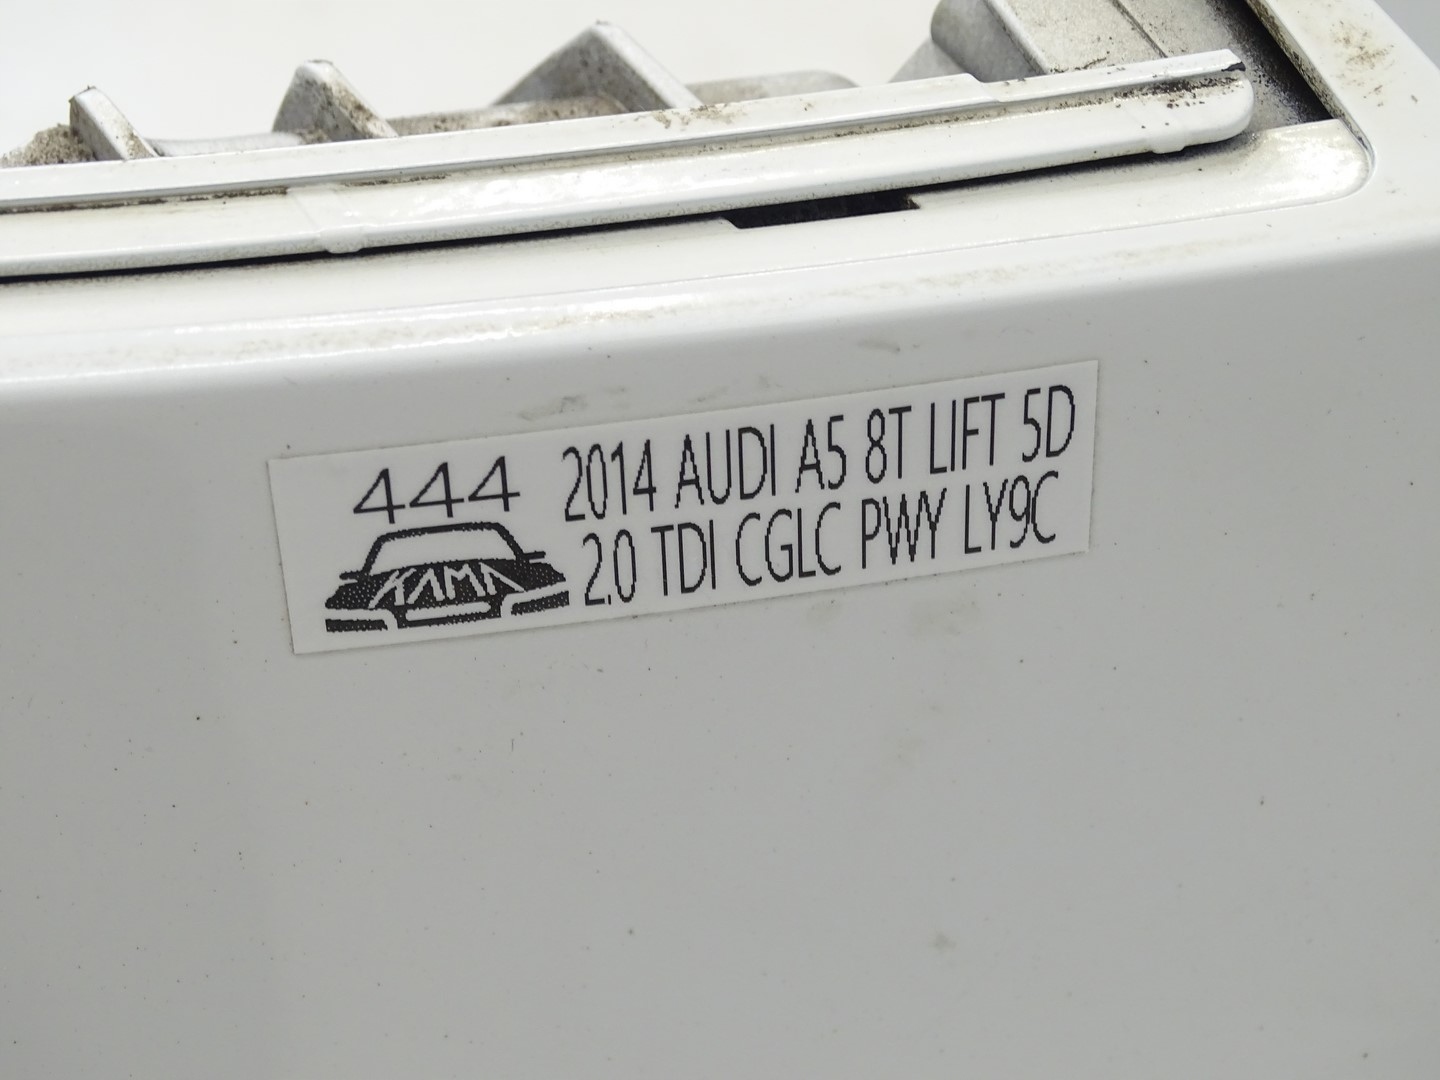 444
KAMA
2014 AUDI A5 8T LIFT 5D
2.0 TDI CGLC PWY LY9C